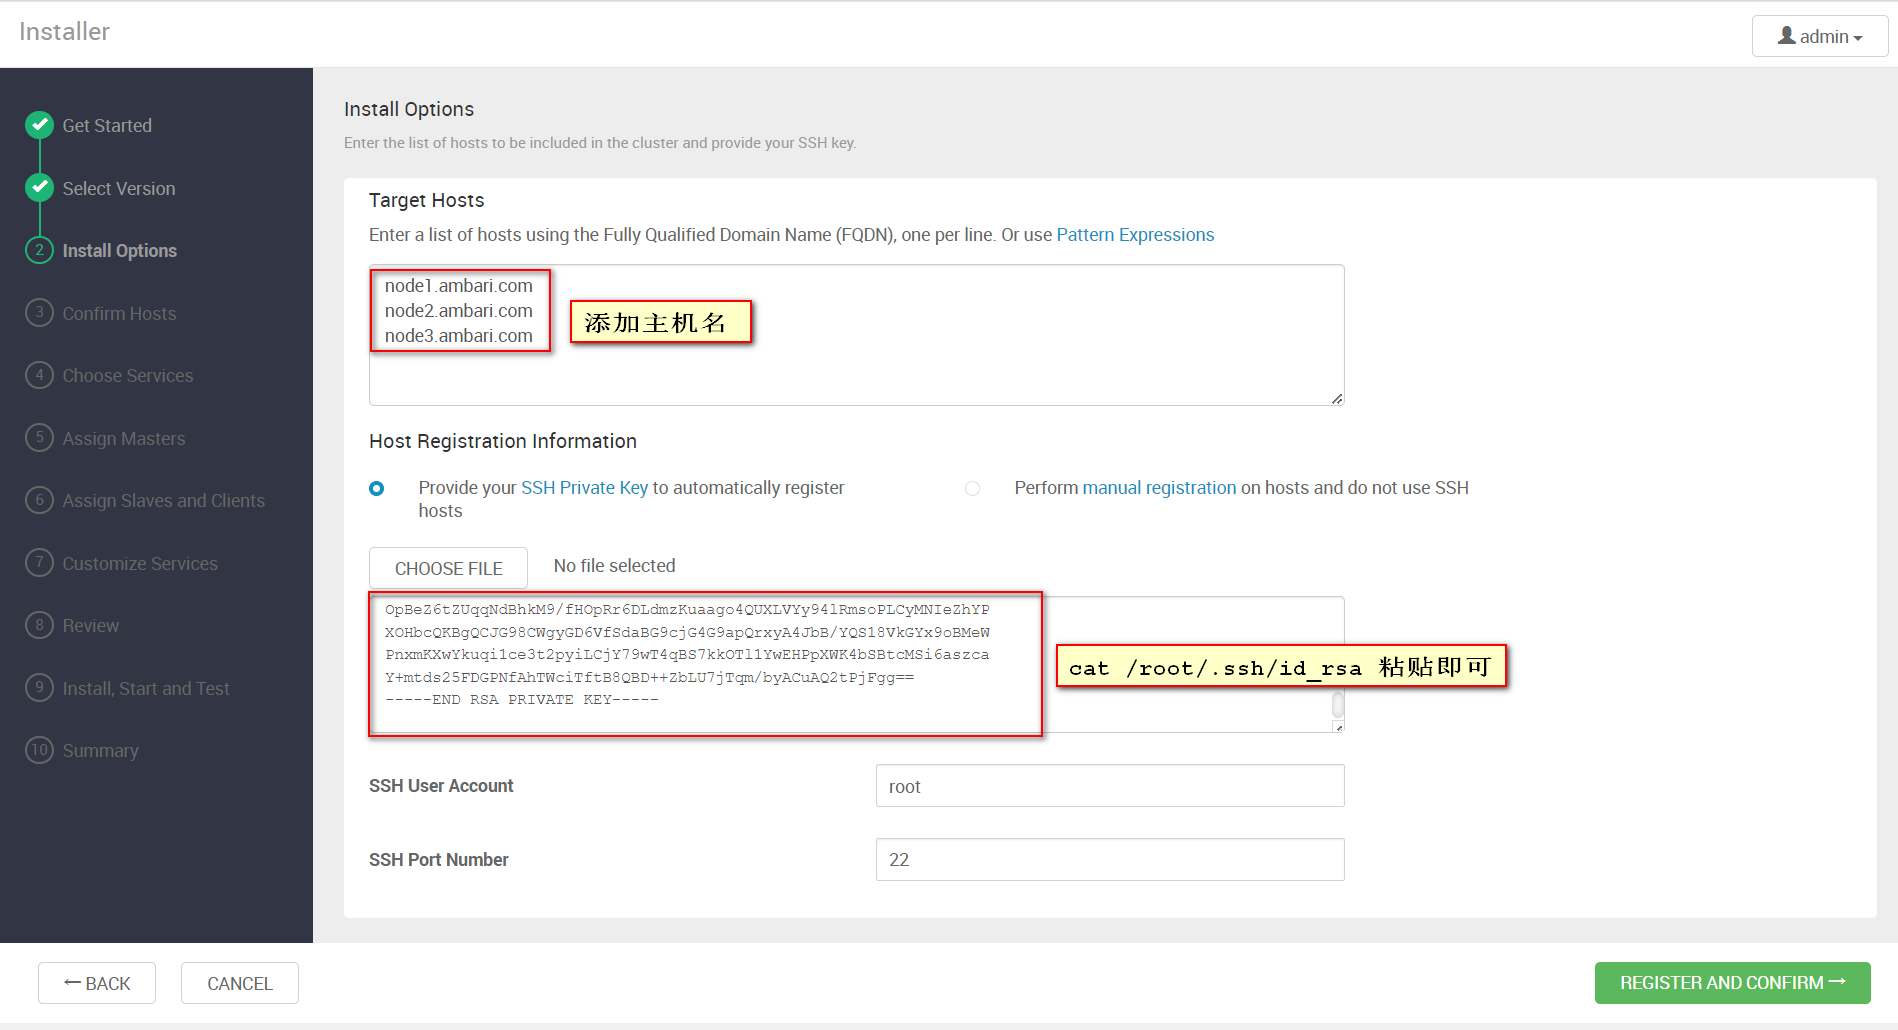 Installer
admin
Get Started
Select Version
2 Install Options
3 Confirm Hosts
4 Choose Services
5 Assign Masters
6 Assign Slaves and Clients
7 Customize Services
8 Review
9 Install, Start and Test
10 Summary
Install Options
Enter the list of hosts to be included in the cluster and provide your SSH key.
Target Hosts
Enter a list of hosts using the Fully Qualified Domain Name (FQDN), one per line. Or use Pattern Expressions
node1.ambari.com
node2.ambari.com
node3.ambari.com
添加主机名
Host Registration Information
Provide your SSH Private Key to automatically register
hosts
Perform manual registration on hosts and do not use SSH
CHOOSE FILE
No file selected
OpBeZ6tZUqqNdBhkM9/fHOpRr6DLdmzKuaago4QUXLVYy94lRmsoPLCyMNIeZhYP
XOHbcQKBgQCJG98CWgyGD6VfSdaBG9cjG4G9apQrxyA4JbB/YQS18VkGYx9oBMeW
PnxmKXwYkuqi1ce3t2pyiLCjY79wT4qBS7kkOTl1YwEHPpXWK4bSBtcMSi6aszca
Y+mtds25FDGPNfAhTWciTftB8QBD++ZbLU7jTqm/byACuAQ2tPjFgg==
-----END RSA PRIVATE KEY-----
cat /root/.ssh/id_rsa 粘贴即可
SSH User Account
root
SSH Port Number
22
← BACK
CANCEL
REGISTER AND CONFIRM →